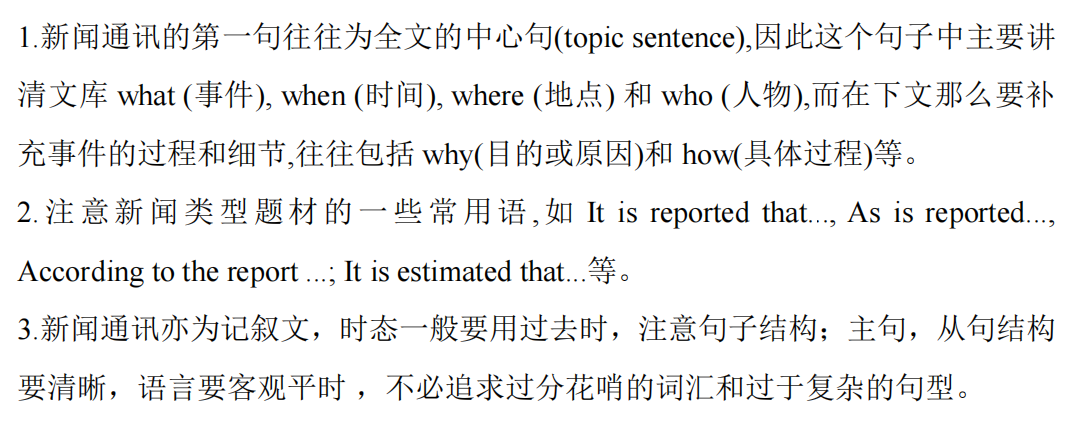 1.新闻通讯的第一句往往为全文的中心句(topic sentence),因此这个句子中主要讲
清文库 what (事件), when (时间), where (地点) 和 who (人物),而在下文那么要补
充事件的过程和细节,往往包括 why(目的或原因)和 how(具体过程)等。
2.注意新闻类型题材的一些常用语,如 It is reported that..., As is reported...,
According to the report ...; It is estimated that...等。
3.新闻通讯亦为记叙文，时态一般要用过去时，注意句子结构；主句，从句结构
要清晰，语言要客观平时 ，不必追求过分花哨的词汇和过于复杂的句型。